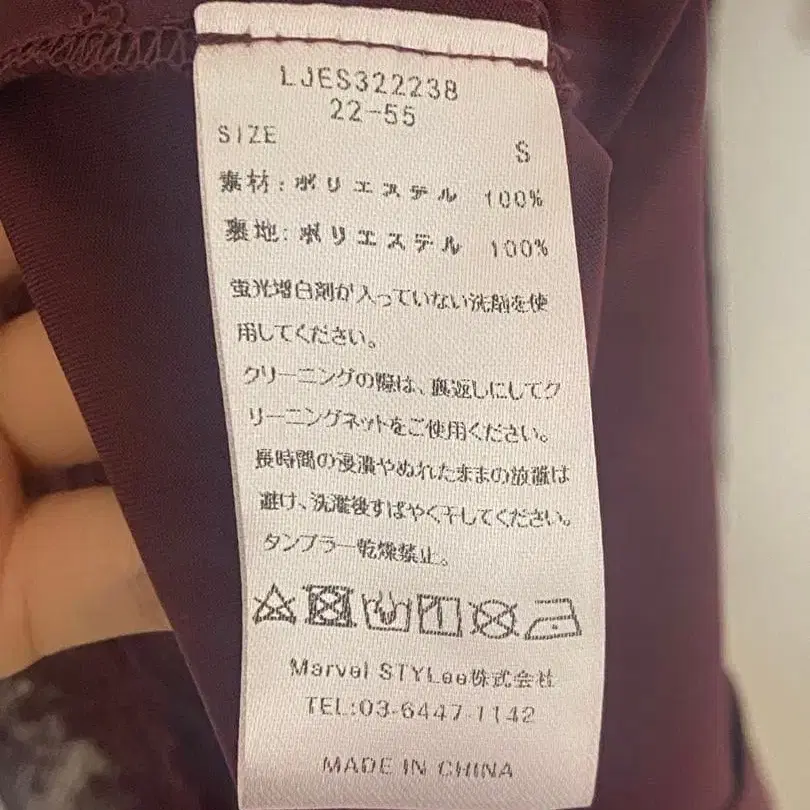 LJES322238
22-55
SIZE S
素材:ポリエステル 100%
裏地:ポリエステル 100%
蛍光増白剤が入っていない洗剤を使
用してください。
クリーニングの際は、裏返しにしてク
リーニングネットをご使用ください。
長時間の浸漬やぬれたままの放置は
避け、洗濯後すばやく干してください。
タンブラー乾燥禁止。
Marvel STYLee株式会社
TEL:03-6447-1142
MADE IN CHINA